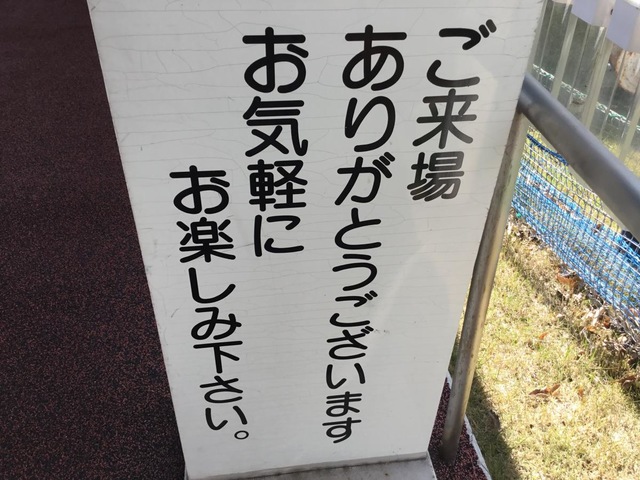 ご来場
ありがとうございます
お気軽に
お楽しみ下さい。